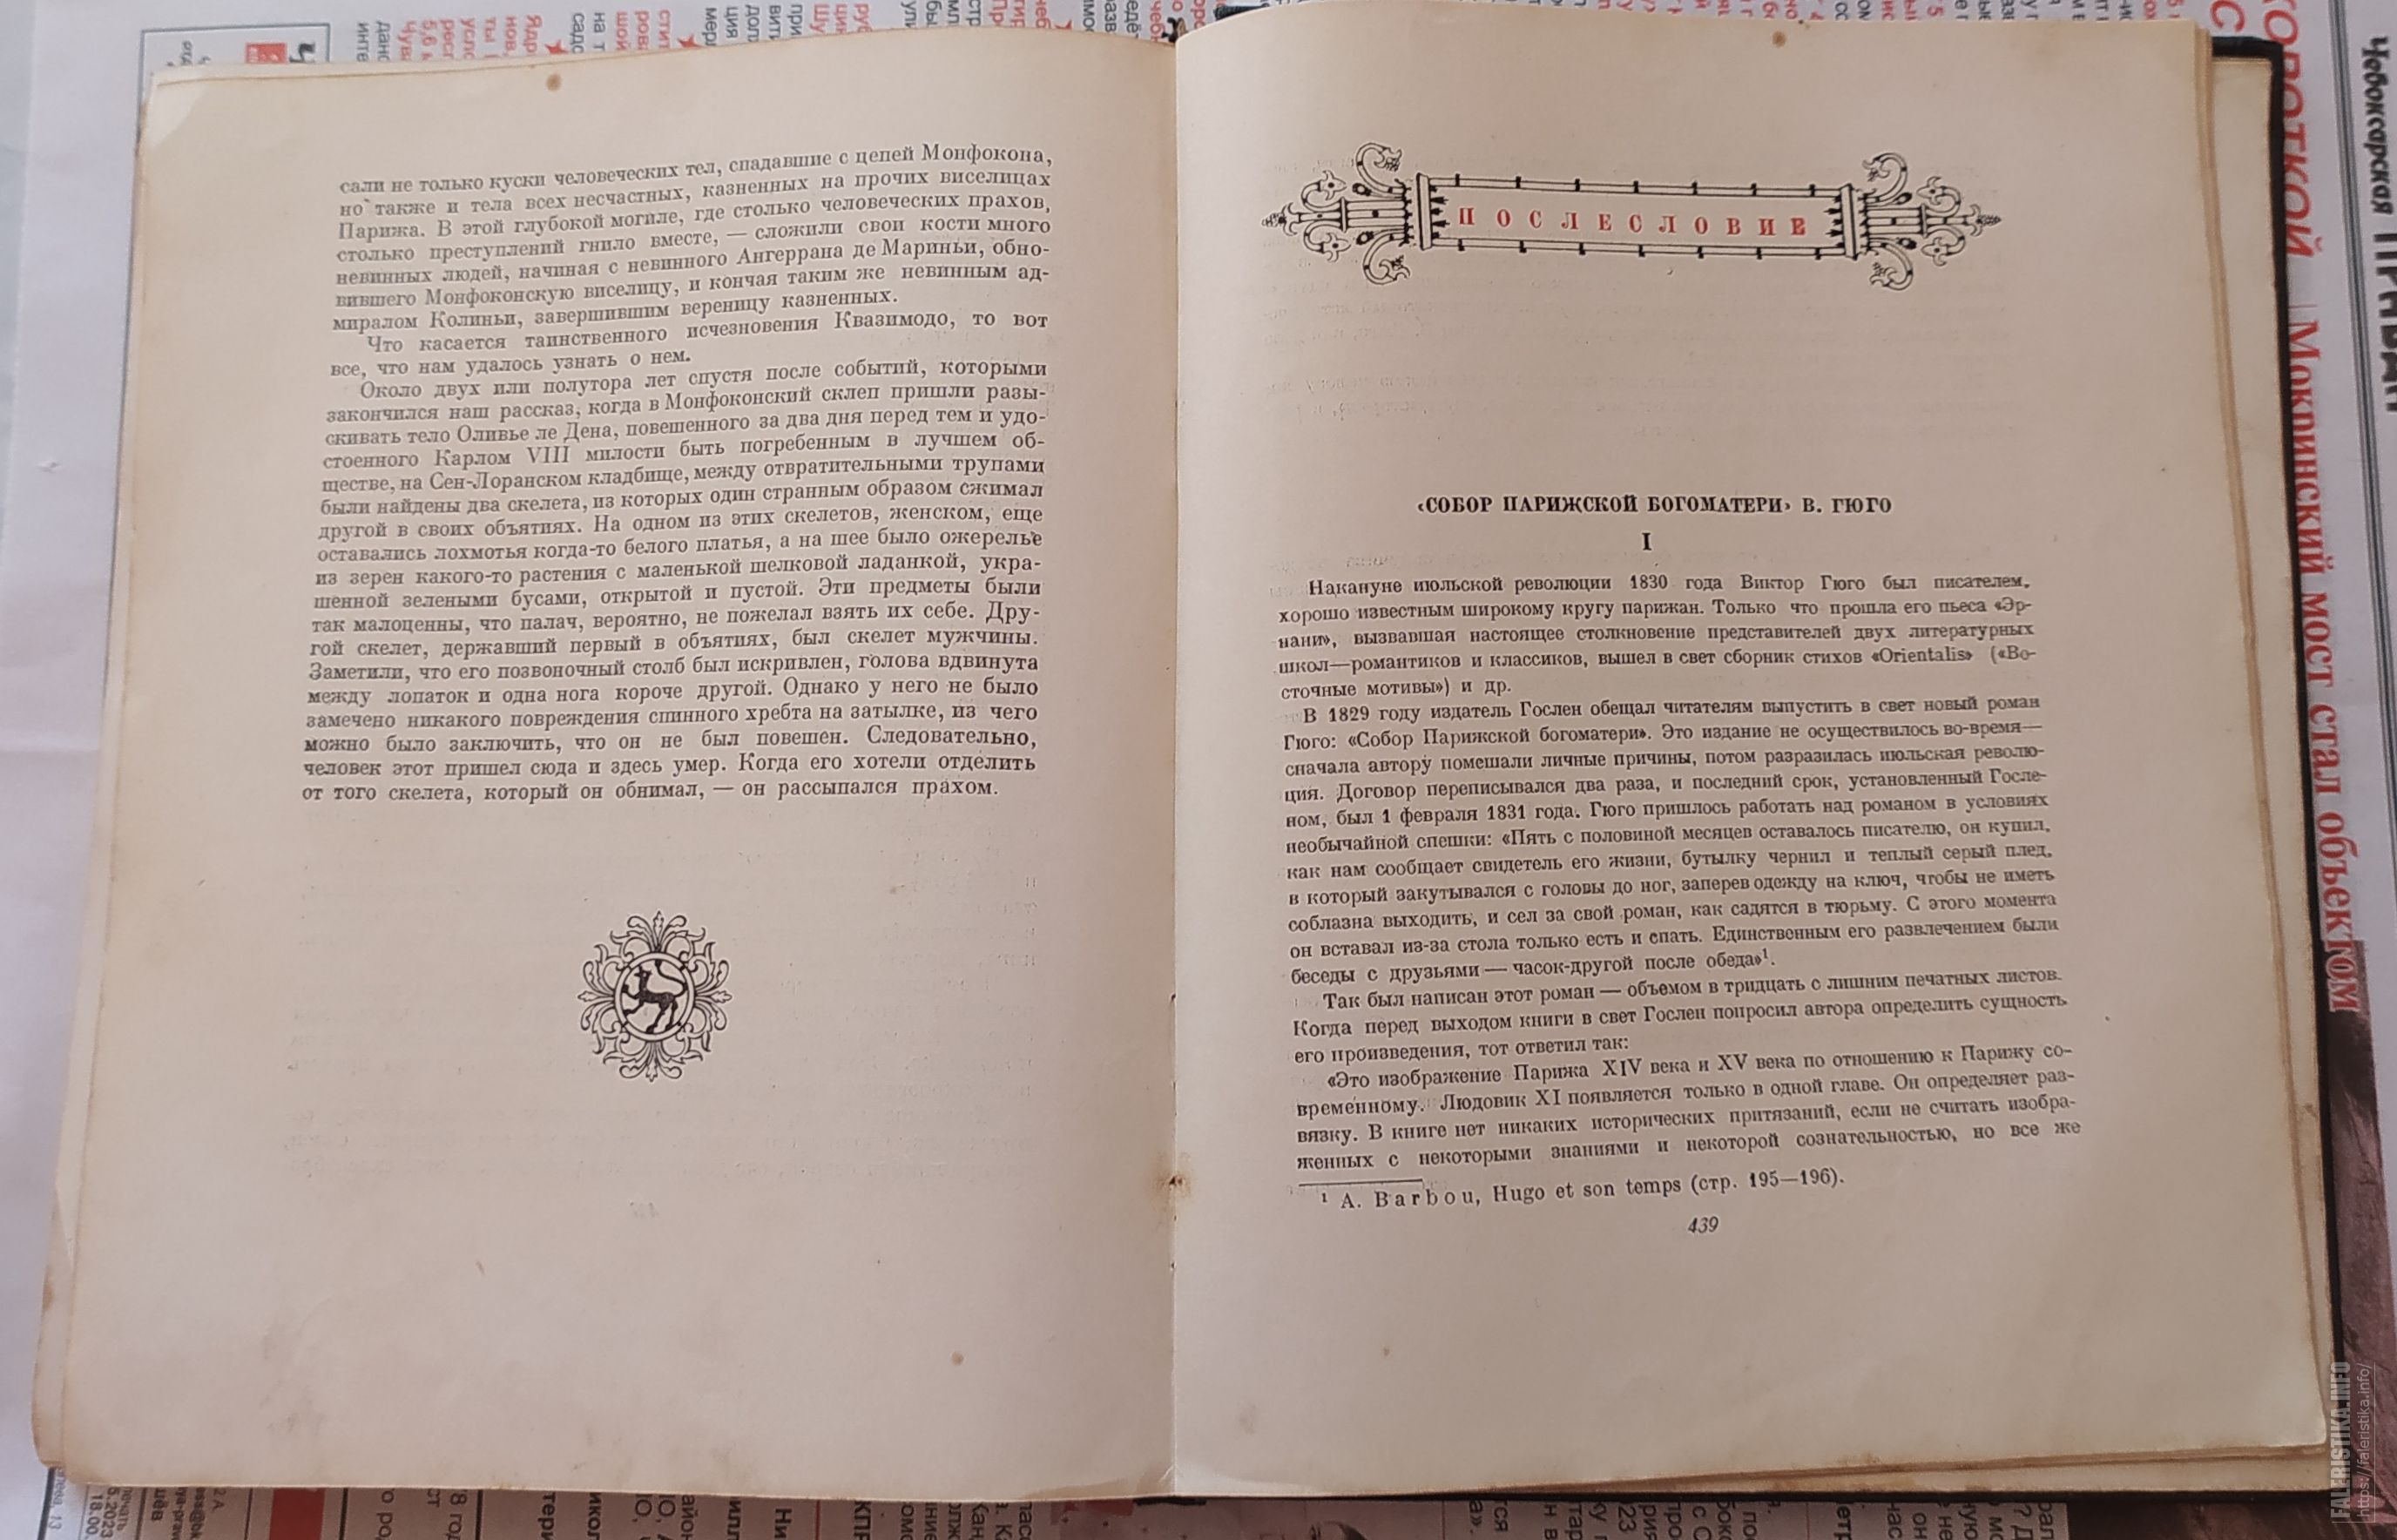 сали не только куски человеческих тел, спадавшие с цепей Монфокона,
но также и тела всех несчастных, казненных на прочих виселицах
Парижа. В этой глубокой могиле, где столько человеческих прахов,
столько преступлений гнило вместе, — сложили свои кости много
невинных людей, начиная с невинного Ангеррана де Мариньи, обно-
вившего Монфоконскую виселицу, и кончая таким же невинным ад-
миралом Колиньи, завершившим вереницу казненных.
Что касается таинственного исчезновения Квазимодо, то вот
все, что нам удалось узнать о нем.
Около двух или полутора лет спустя после событий, которыми
закончился наш рассказ, когда в Монфоконский склеп пришли разы-
скивать тело Оливье ле Дена, повешенного за два дня перед тем и удо-
стоенного Карлом VIII милости быть погребенным в лучшем об-
ществе, на Сен-Лоранском кладбище, между отвратительными трупами
были найдены два скелета, из которых один странным образом сжимал
другой в своих объятиях. На одном из этих скелетов, женском, еще
оставались лохмотья когда-то белого платья, а на шее было ожерелье
из зерен какого-то растения с маленькой шелковой ладанкой, укра-
шенной зелеными бусами, открытой и пустой. Эти предметы были
так малоценны, что палач, вероятно, не пожелал взять их себе. Дру-
гой скелет, державший первый в объятиях, был скелет мужчины.
Заметили, что его позвоночный столб был искривлен, голова вдвинута
между лопаток и одна нога короче другой. Однако у него не было
замечено никакого повреждения спинного хребта на затылке, из чего
можно было заключить, что он не был повешен. Следовательно,
человек этот пришел сюда и здесь умер. Когда его хотели отделить
от того скелета, который он обнимал, — он рассыпался прахом.
ПОСЛЕСЛОВИЕ
«СОБОР ПАРИЖСКОЙ БОГОМАТЕРИ» В. ГЮГО
I
Накануне июльской революции 1830 года Виктор Гюго был писателем,
хорошо известным широкому кругу парижан. Только что прошла его пьеса «Эр-
нани», вызвавшая настоящее столкновение представителей двух литературных
школ—романтиков и классиков, вышел в свет сборник стихов «Orientalis» («Во-
сточные мотивы») и др.
В 1829 году издатель Гослен обещал читателям выпустить в свет новый роман
Гюго: «Собор Парижской богоматери». Это издание не осуществилось во-время—
сначала автору помешали личные причины, потом разразилась июльская револю-
ция. Договор переписывался два раза, и последний срок, установленный Госле-
ном, был 1 февраля 1831 года. Гюго пришлось работать над романом в условиях
необычайной спешки: «Пять с половиной месяцев оставалось писателю, он купил,
как нам сообщает свидетель его жизни, бутылку чернил и теплый серый плед,
в который закутывался с головы до ног, заперев одежду на ключ, чтобы не иметь
соблазна выходить, и сел за свой роман, как садятся в тюрьму. С этого момента
он вставал из-за стола только есть и спать. Единственным его развлечением были
беседы с друзьями — часок-другой после обеда»¹.
Так был написан этот роман — объемом в тридцать с лишним печатных листов.
Когда перед выходом книги в свет Гослен попросил автора определить сущность
его произведения, тот ответил так:
«Это изображение Парижа XIV века и XV века по отношению к Парижу со-
временному. Людовик XI появляется только в одной главе. Он определяет раз-
вязку. В книге нет никаких исторических притязаний, если не считать изобра-
женных с некоторыми знаниями и некоторой сознательностью, но все же
¹ A. Barbou, Hugo et son temps (стр. 195—196).
439
Чебоксарская ПРАВДА
Мокринский мост стал объектом
FALERISTIKA.INFO
https://faleristika.info/